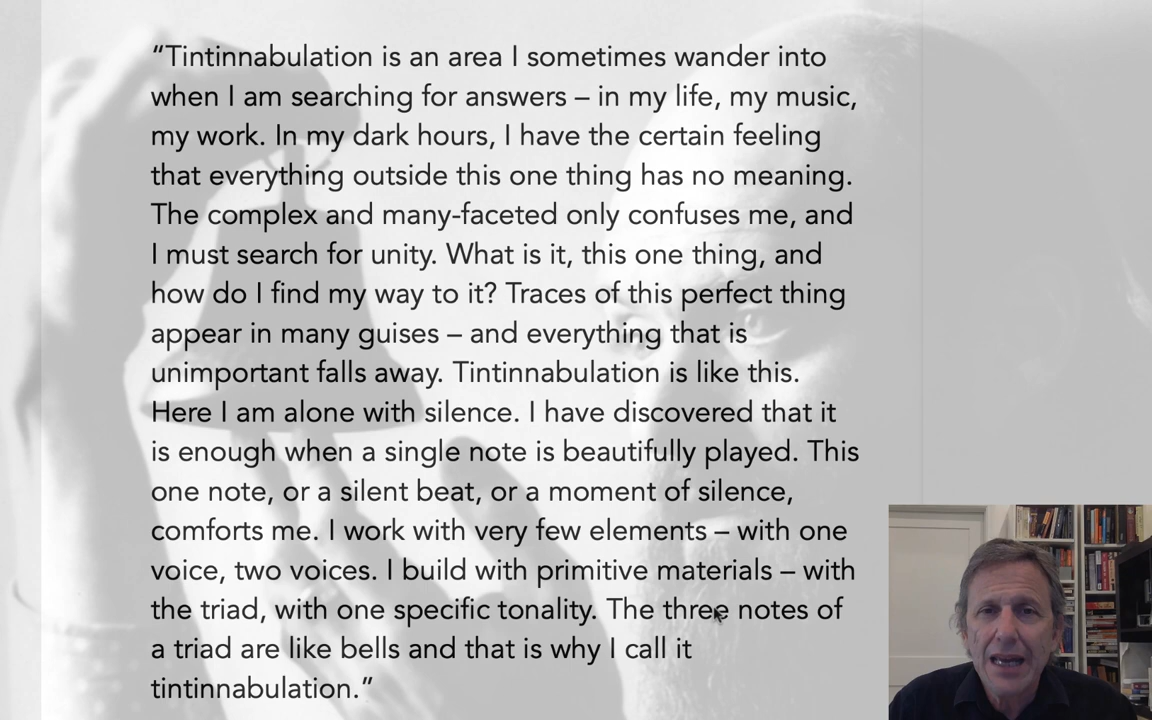 “Tintinnabulation is an area I sometimes wander into
when I am searching for answers – in my life, my music,
my work. In my dark hours, I have the certain feeling
that everything outside this one thing has no meaning.
The complex and many-faceted only confuses me, and
I must search for unity. What is it, this one thing, and
how do I find my way to it? Traces of this perfect thing
appear in many guises – and everything that is
unimportant falls away. Tintinnabulation is like this.
Here I am alone with silence. I have discovered that it
is enough when a single note is beautifully played. This
one note, or a silent beat, or a moment of silence,
comforts me. I work with very few elements – with one
voice, two voices. I build with primitive materials – with
the triad, with one specific tonality. The three notes of
a triad are like bells and that is why I call it
tintinnabulation.”